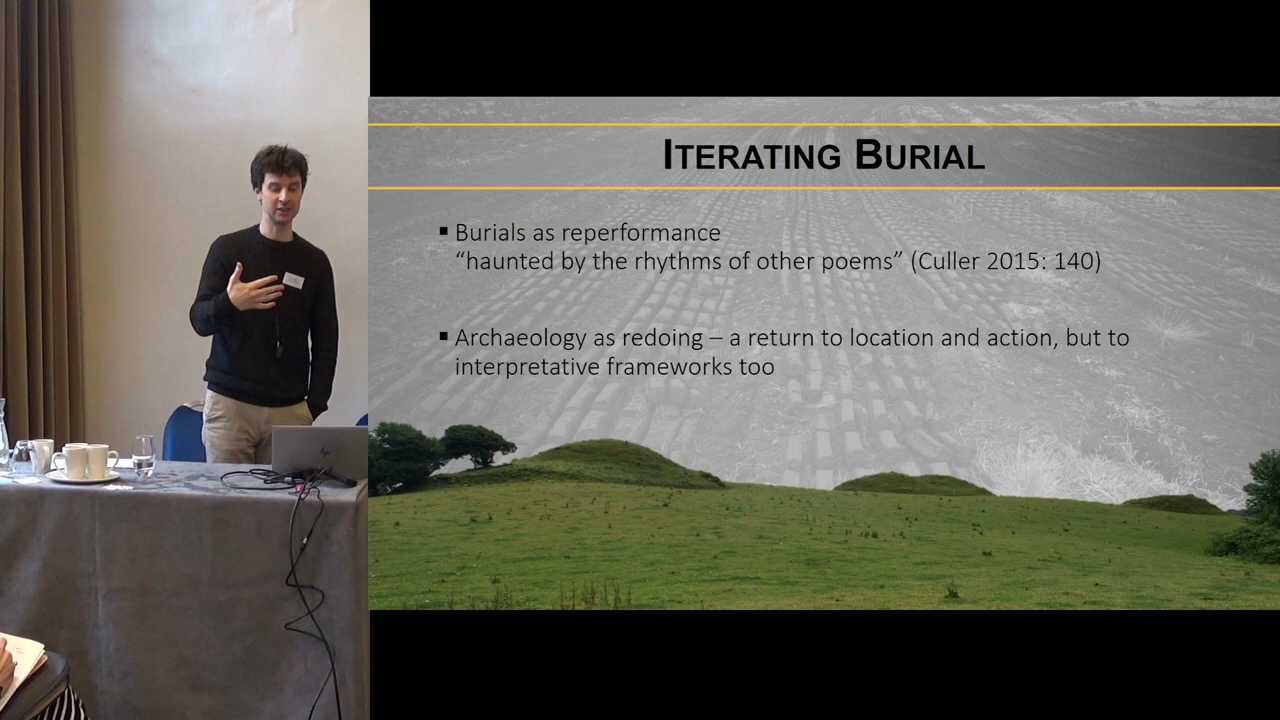 ITERATING BURIAL
▪ Burials as reperformance
“haunted by the rhythms of other poems” (Culler 2015: 140)
▪ Archaeology as redoing – a return to location and action, but to
interpretative frameworks too